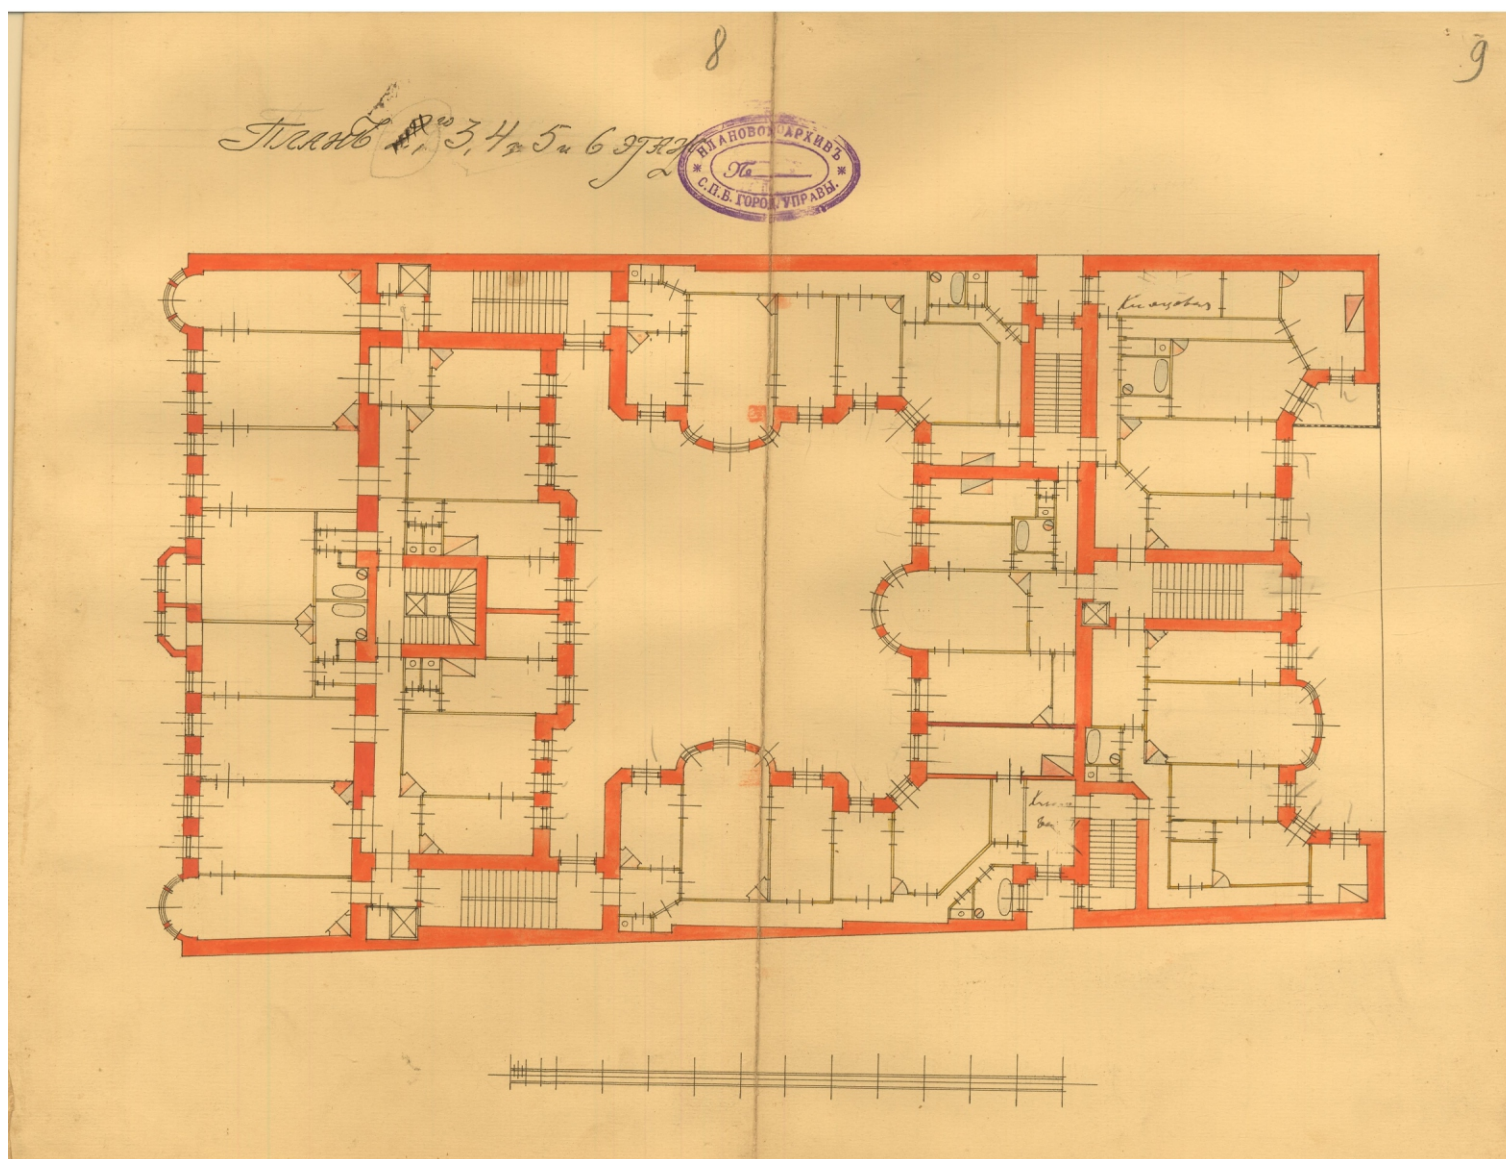 8
9
Планъ 3, 4, 5 и 6 этаж
ПЛАНОВОЙ АРХИВЪ
№
С.П.Б. ГОРОД. УПРАВЫ.
Кладовая